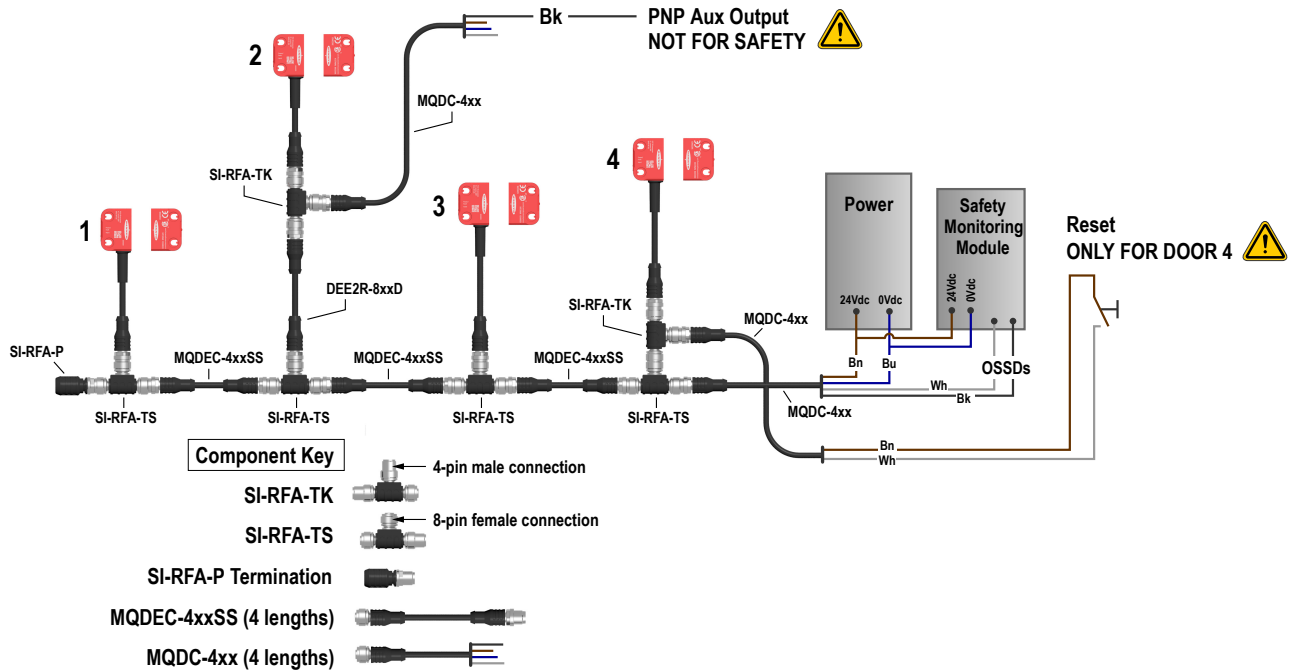 Bk
PNP Aux Output
NOT FOR SAFETY
2
MQDC-4xx
SI-RFA-TK
4
1
3
Power
Safety
Monitoring
Module
Reset
ONLY FOR DOOR 4
24Vdc
0Vdc
24Vdc
0Vdc
DEE2R-8xxD
SI-RFA-TK
MQDC-4xx
SI-RFA-P
MQDEC-4xxSS
MQDEC-4xxSS
MQDEC-4xxSS
Bn
Bu
OSSDs
Wh
Bk
MQDC-4xx
SI-RFA-TS
SI-RFA-TS
SI-RFA-TS
SI-RFA-TS
Bn
Wh
Component Key
4-pin male connection
SI-RFA-TK
8-pin female connection
SI-RFA-TS
SI-RFA-P Termination
MQDEC-4xxSS (4 lengths)
MQDC-4xx (4 lengths)